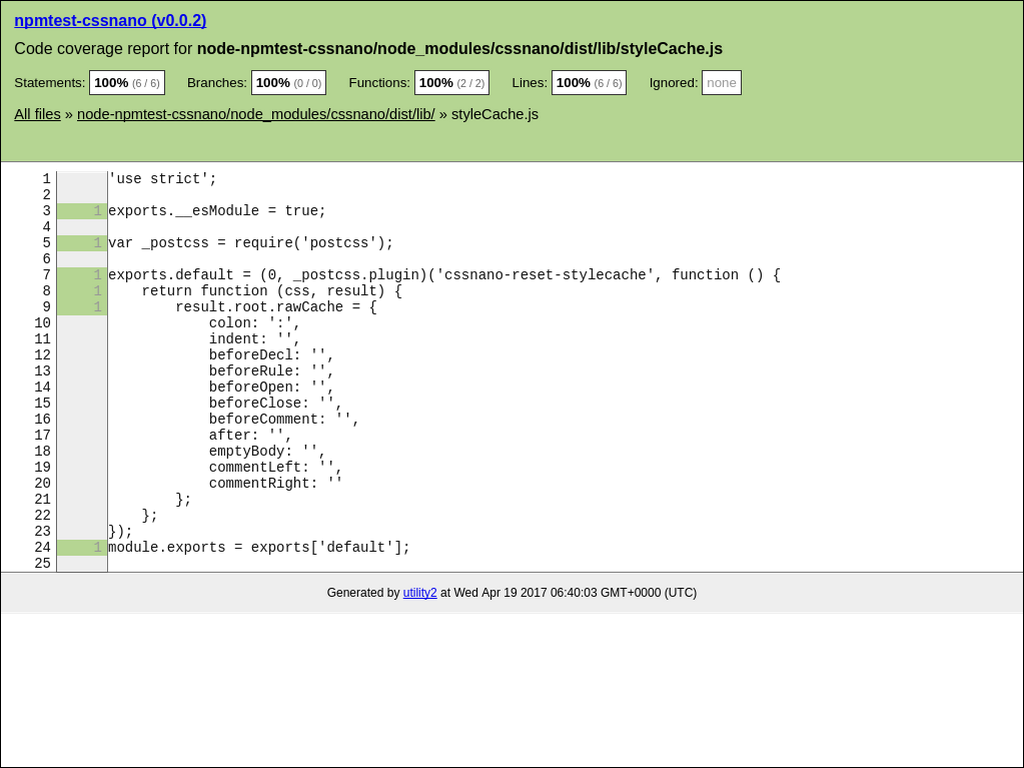 npmtest-cssnano (v0.0.2)
Code coverage report for node-npmtest-cssnano/node_modules/cssnano/dist/lib/styleCache.js
Statements: 100% (6 / 6) Branches: 100% (0 / 0) Functions: 100% (2 / 2) Lines: 100% (6 / 6) Ignored: none
All files » node-npmtest-cssnano/node_modules/cssnano/dist/lib/ » styleCache.js
1 'use strict';
2
3 1 exports.__esModule = true;
4
5 1 var _postcss = require('postcss');
6
7 1 exports.default = (0, _postcss.plugin)('cssnano-reset-stylecache', function () {
8 1     return function (css, result) {
9 1         result.root.rawCache = {
10             colon: ':',
11             indent: '',
12             beforeDecl: '',
13             beforeRule: '',
14             beforeOpen: '',
15             beforeClose: '',
16             beforeComment: '',
17             after: '',
18             emptyBody: '',
19             commentLeft: '',
20             commentRight: ''
21         };
22     };
23 });
24 1 module.exports = exports['default'];
25
Generated by utility2 at Wed Apr 19 2017 06:40:03 GMT+0000 (UTC)